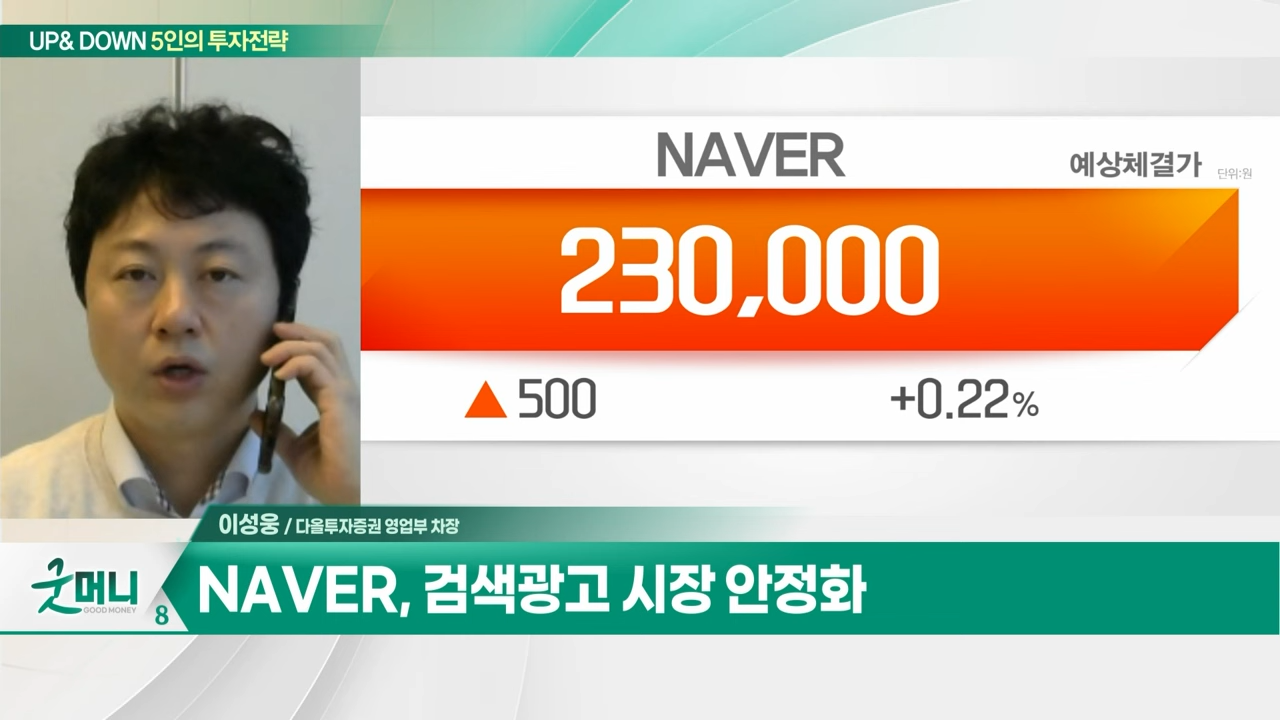 UP& DOWN 5인의 투자전략
NAVER
예상체결가 단위:원
230,000
▲500 +0.22%
이성웅 / 다올투자증권 영업부 차장
굿머니
GOOD MONEY
8
NAVER, 검색광고 시장 안정화